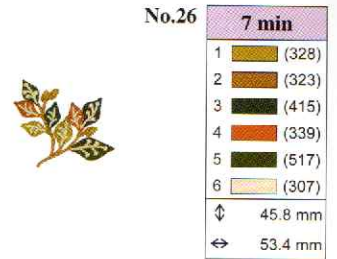 No.26
7 min
1 (328)
2 (323)
3 (415)
4 (339)
5 (517)
6 (307)
⇕ 45.8 mm
⇔ 53.4 mm